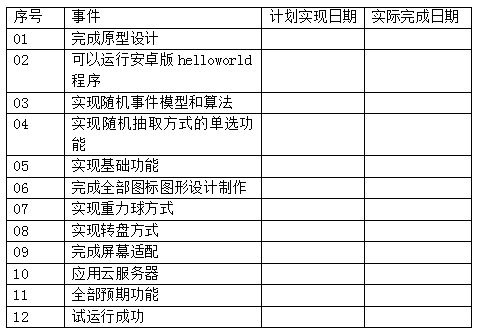 序号 事件 计划实现日期 实际完成日期
01 完成原型设计
02 可以运行安卓版 helloworld
程序
03 实现随机事件模型和算法
04 实现随机抽取方式的单选功
能
05 实现基础功能
06 完成全部图标图形设计制作
07 实现重力球方式
08 实现转盘方式
09 完成屏幕适配
10 应用云服务器
11 全部预期功能
12 试运行成功